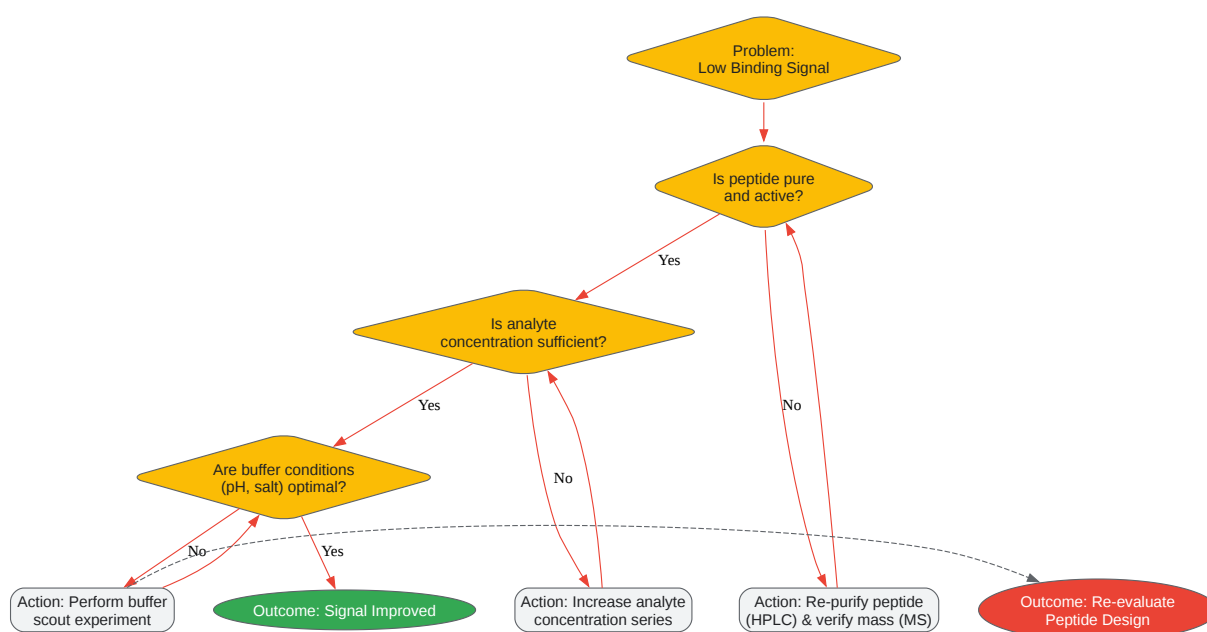 Problem:
Low Binding Signal
Is peptide pure
and active?
Yes
Is analyte
concentration sufficient?
Yes
No
Are buffer conditions
(pH, salt) optimal?
No
No
Yes
Action: Perform buffer
scout experiment
Outcome: Signal Improved
Action: Increase analyte
concentration series
Action: Re-purify peptide
(HPLC) & verify mass (MS)
Outcome: Re-evaluate
Peptide Design